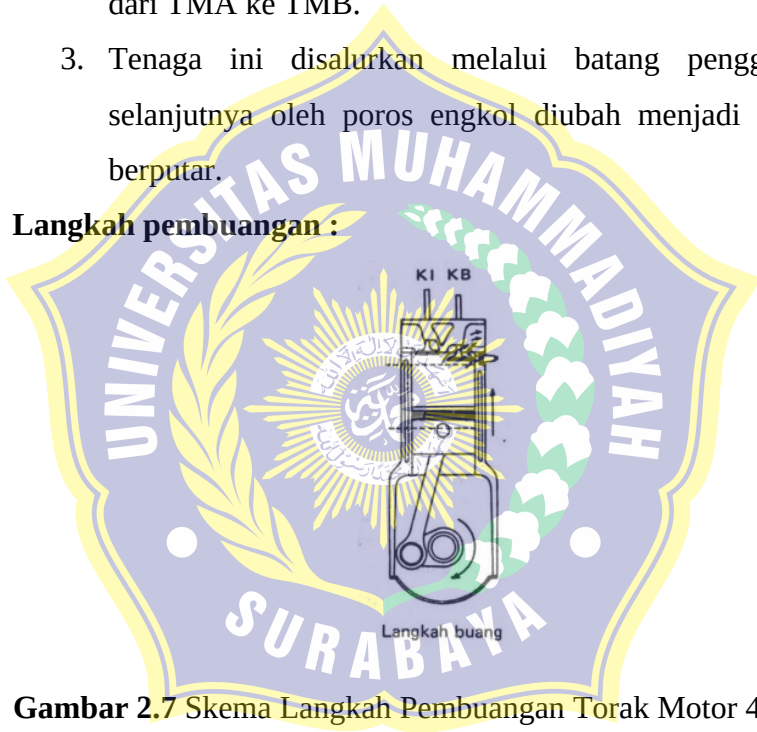 dari TMA ke TMB.
3. Tenaga ini disalurkan melalui batang pengg
selanjutnya oleh poros engkol diubah menjadi
berputar.
Langkah pembuangan :
KI KB
Langkah buang
Gambar 2.7 Skema Langkah Pembuangan Torak Motor 4
UNIVERSITAS MUHAMMADIYAH
SURABAYA